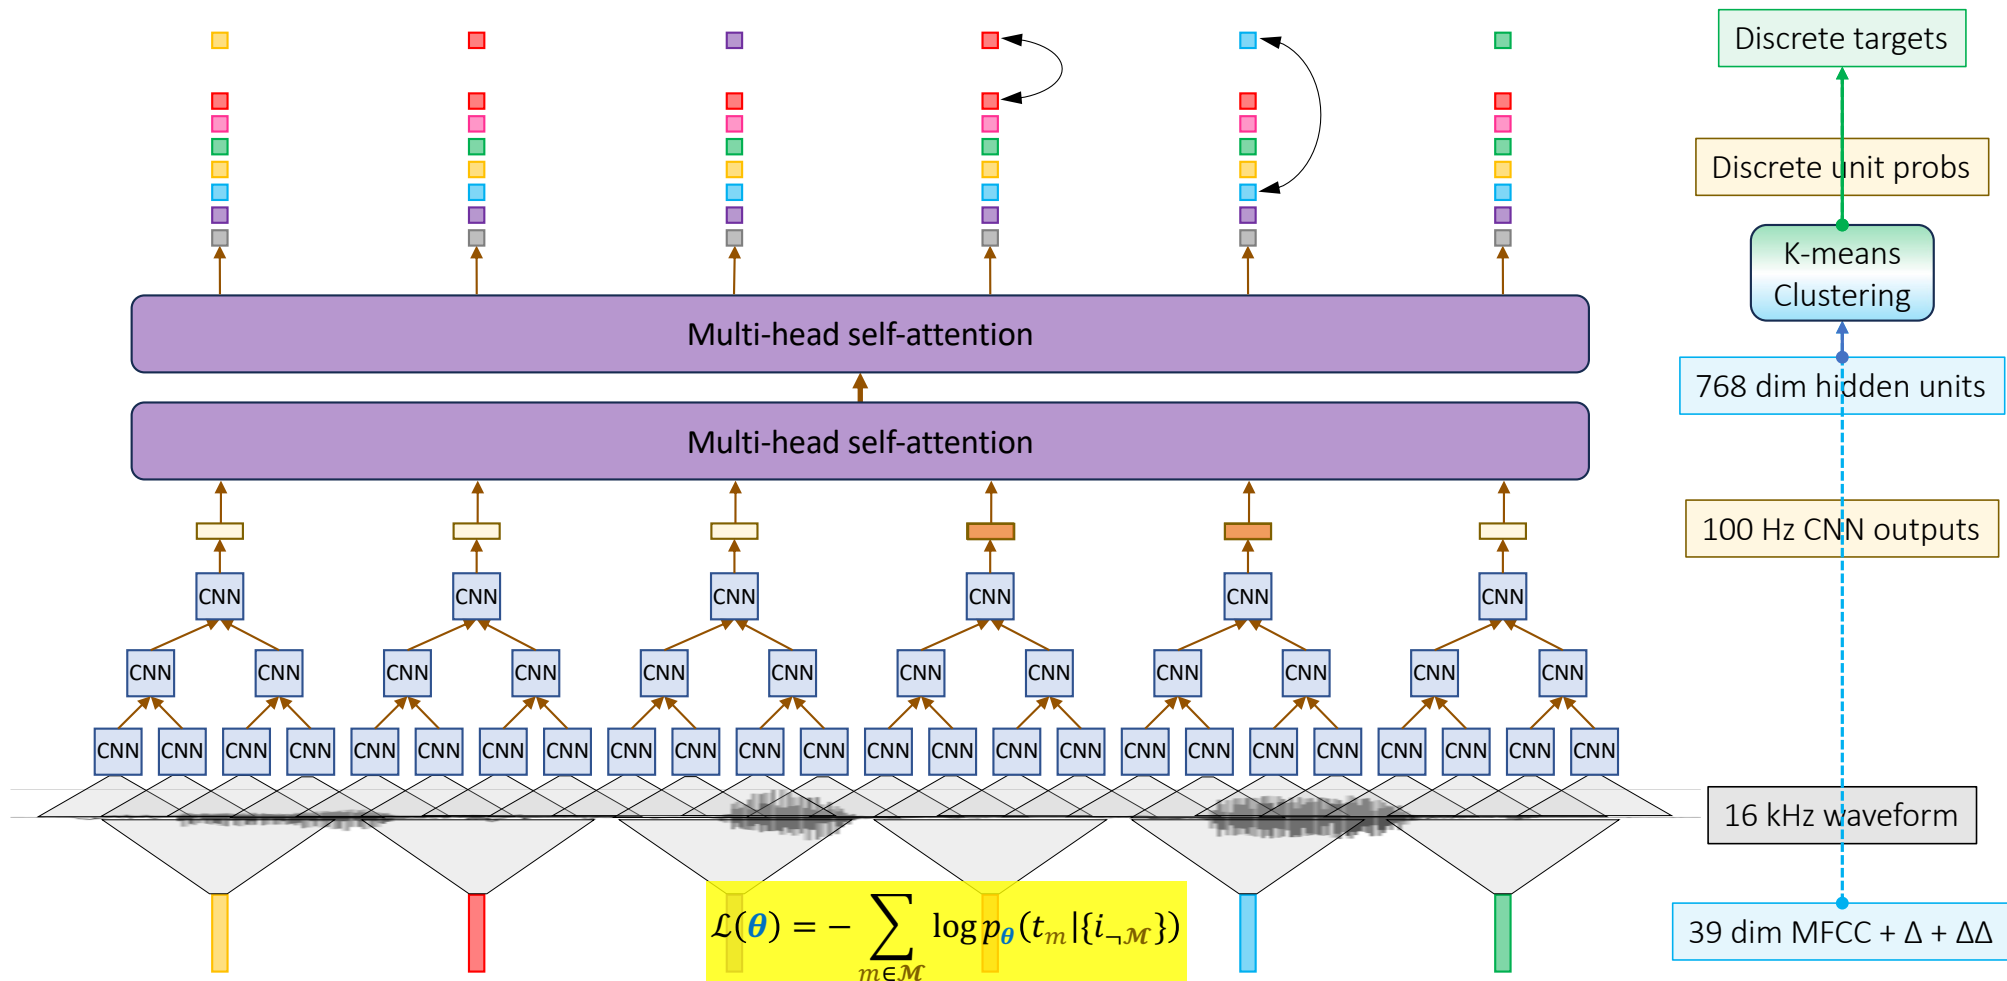 Discrete targets
Discrete unit probs
K-means
Clustering
Multi-head self-attention
768 dim hidden units
Multi-head self-attention
100 Hz CNN outputs
CNN CNN CNN CNN CNN CNN
CNN CNN CNN CNN CNN CNN CNN CNN CNN CNN CNN CNN
CNN CNN CNN CNN CNN CNN CNN CNN CNN CNN CNN CNN CNN CNN CNN CNN CNN CNN CNN CNN CNN CNN CNN CNN
16 kHz waveform
ℒ(𝜽) = − ∑ m∈ℳ log p𝜽(tₘ|{i¬ℳ})
39 dim MFCC + Δ + ΔΔ